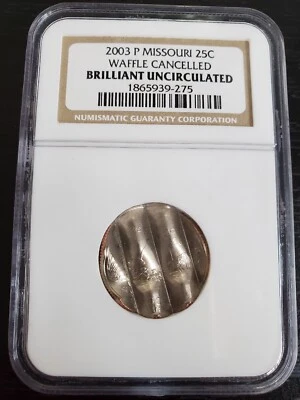 2003 P MISSOURI 25C
WAFFLE CANCELLED
BRILLIANT UNCIRCULATED
1865939-275
NUMISMATIC GUARANTY CORPORATION